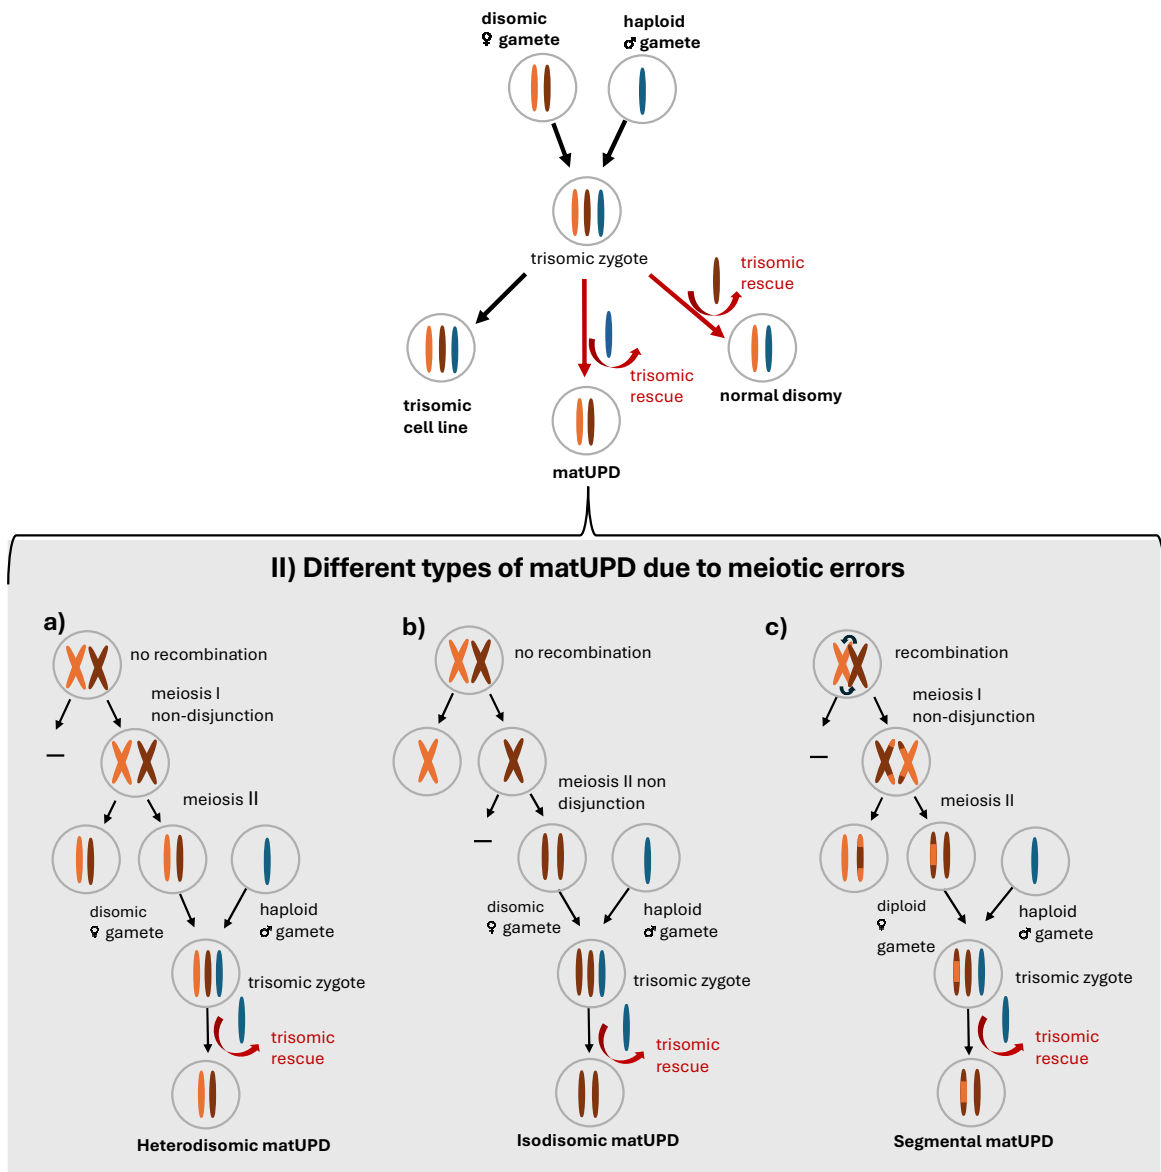 disomic
♀ gamete
haploid
♂ gamete
trisomic zygote
trisomic
rescue
trisomic
rescue
normal disomy
trisomic
cell line
matUPD
II) Different types of matUPD due to meiotic errors
a)
no recombination
meiosis I
non-disjunction
meiosis II
disomic
♀ gamete
haploid
♂ gamete
trisomic zygote
trisomic
rescue
Heterodisomic matUPD
b)
no recombination
meiosis II non
disjunction
disomic
♀ gamete
haploid
♂ gamete
trisomic zygote
trisomic
rescue
Isodisomic matUPD
c)
recombination
meiosis I
non-disjunction
meiosis II
diploid
♀
gamete
haploid
♂ gamete
trisomic zygote
trisomic
rescue
Segmental matUPD